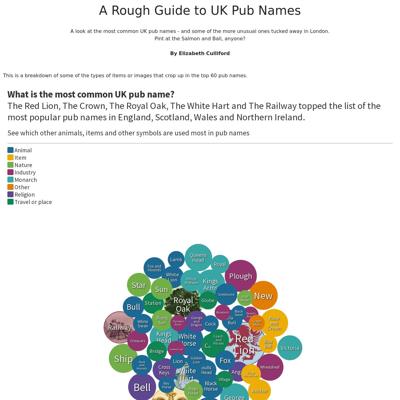 A Rough Guide to UK Pub Names
A look at the most common UK pub names - and some of the more unusual ones tucked away in London.
Pint at the Salmon and Ball, anyone?
By Elizabeth Culliford
This is a breakdown of some of the types of items or images that crop up in the top 60 pub names.
What is the most common UK pub name?
The Red Lion, The Crown, The Royal Oak, The White Hart and The Railway topped the list of the
most popular pub names in England, Scotland, Wales and Northern Ireland.
See which other animals, items and other symbols are used most in pub names
Animal
Item
Nature
Industry
Monarch
Other
Religion
Travel or place
Queens Head
Lamb
Royal
Fox and Hounds
White Lion
Plough
Kings Arms
Star
Sun
New
Station
Royal Oak
Globe
Bull
Railway
Cock
Kings Head
White Horse
Red Lion
Victoria
Bridge
Ship
Fox
Cross Keys
White Hart
Wheatsheaf
Bell
Black Horse
George